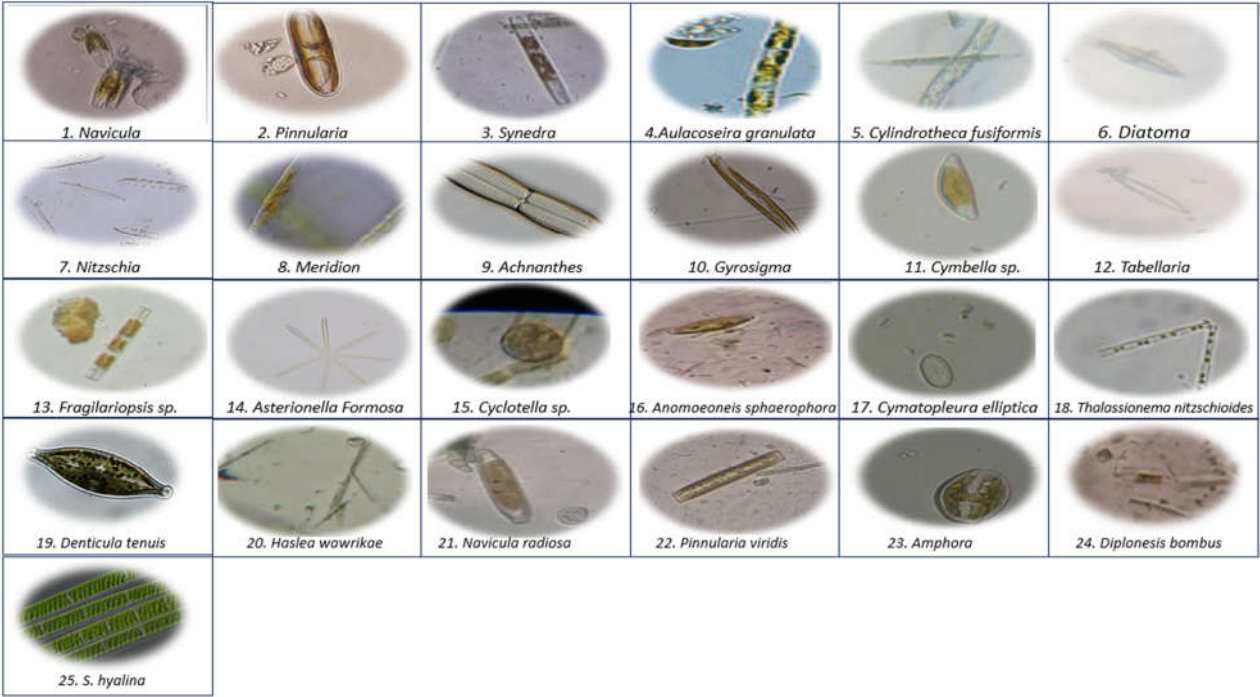 1. Navicula
2. Pinnularia
3. Synedra
4.Aulacoseira granulata
5. Cylindrotheca fusiformis
6. Diatoma
7. Nitzschia
8. Meridion
9. Achnanthes
10. Gyrosigma
11. Cymbella sp.
12. Tabellaria
13. Fragilariopsis sp.
14. Asterionella Formosa
15. Cyclotella sp.
16. Anomoeoneis sphaerophora
17. Cymatopleura elliptica
18. Thalassionema nitzschioides
19. Denticula tenuis
20. Haslea wawrikae
21. Navicula radiosa
22. Pinnularia viridis
23. Amphora
24. Diplonesis bombus
25. S. hyalina